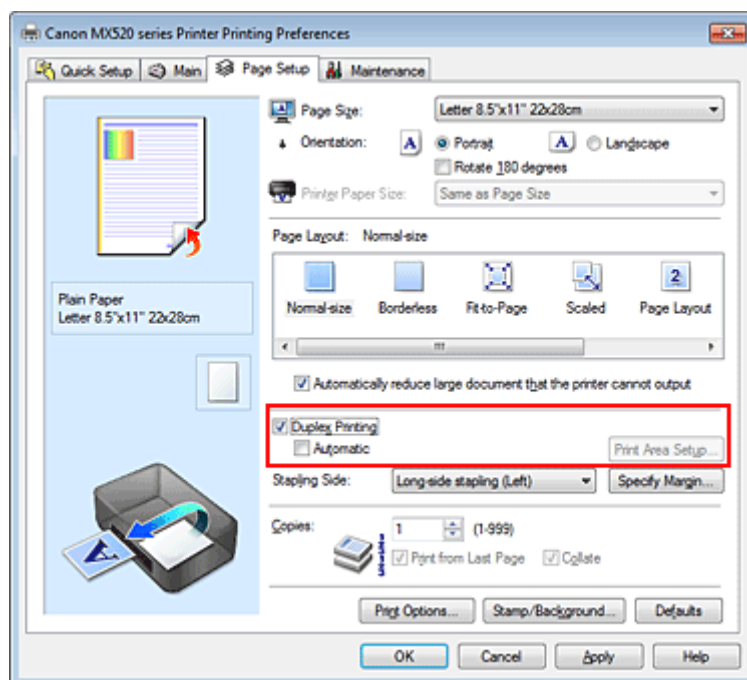 Canon MX520 series Printer Printing Preferences
Quick Setup Main Page Setup Maintenance
Page Size: Letter 8.5"x11" 22x28cm
Orientation: A Portrait A Landscape
Rotate 180 degrees
Printer Paper Size: Same as Page Size
Page Layout: Normal-size
2
Normal-size Borderless Fit-to-Page Scaled Page Layout
Plain Paper
Letter 8.5"x11" 22x28cm
Automatically reduce large document that the printer cannot output
Duplex Printing
Automatic Print Area Setup...
Stapling Side: Long-side stapling (Left) Specify Margin...
Copies: 1 (1-999)
Print from Last Page Collate
A
Print Options... Stamp/Background... Defaults
OK Cancel Apply Help